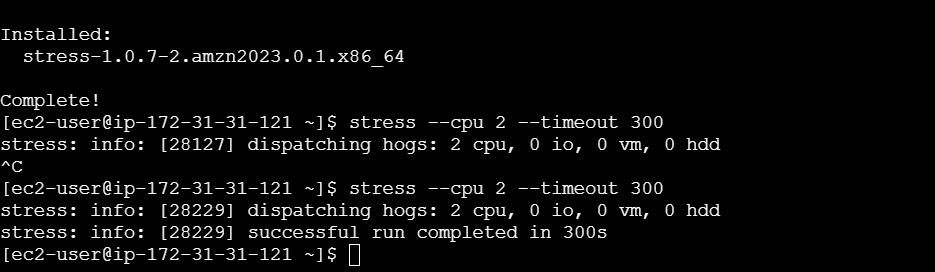 Installed:
stress-1.0.7-2.amzn2023.0.1.x86_64
Complete!
[ec2-user@ip-172-31-31-121 ~]$ stress --cpu 2 --timeout 300
stress: info: [28127] dispatching hogs: 2 cpu, 0 io, 0 vm, 0 hdd
^C
[ec2-user@ip-172-31-31-121 ~]$ stress --cpu 2 --timeout 300
stress: info: [28229] dispatching hogs: 2 cpu, 0 io, 0 vm, 0 hdd
stress: info: [28229] successful run completed in 300s
[ec2-user@ip-172-31-31-121 ~]$